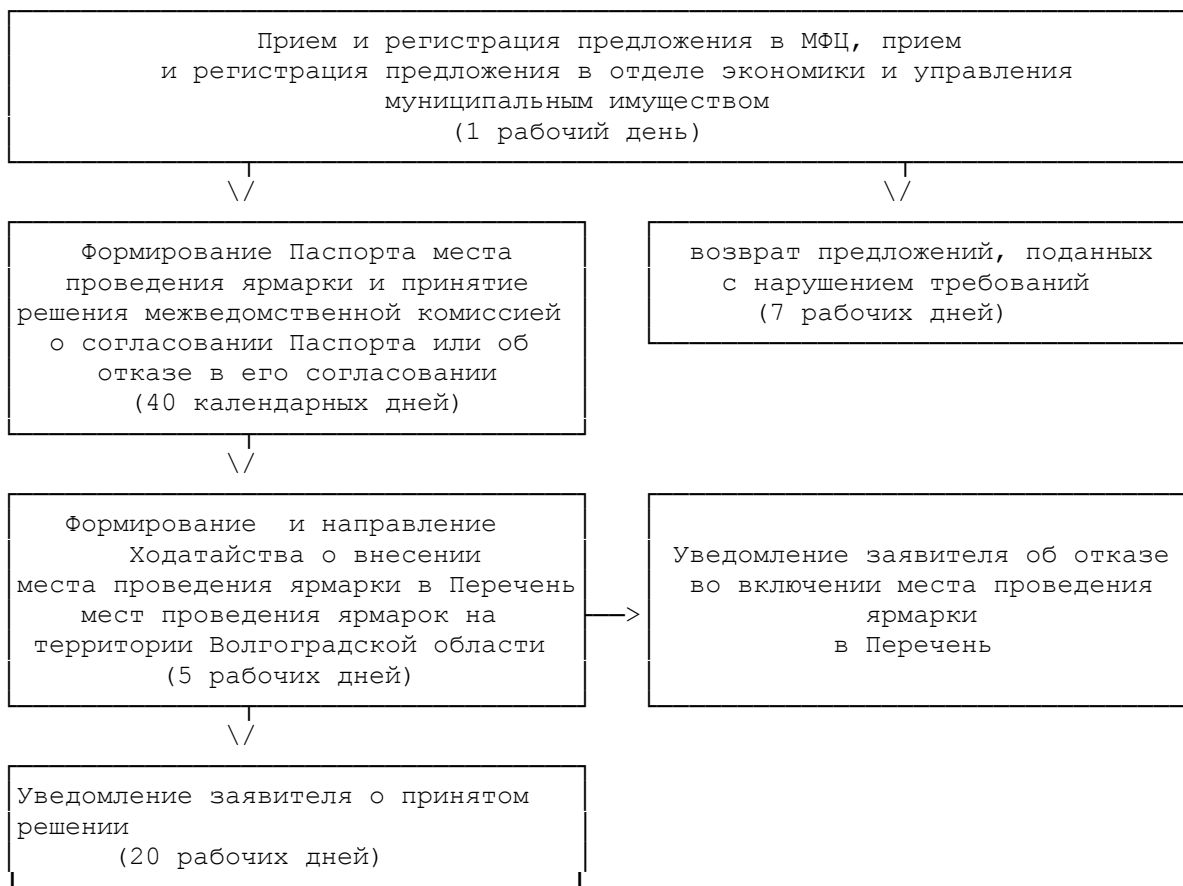 Прием и регистрация предложения в МФЦ, прием
и регистрация предложения в отделе экономики и управления
муниципальным имуществом
(1 рабочий день)
\/
\/
Формирование Паспорта места
проведения ярмарки и принятие
решения межведомственной комиссией
о согласовании Паспорта или об
отказе в его согласовании
(40 календарных дней)
возврат предложений, поданных
с нарушением требований
(7 рабочих дней)
\/
Формирование и направление
Ходатайства о внесении
места проведения ярмарки в Перечень
мест проведения ярмарок на
территории Волгоградской области
(5 рабочих дней)
Уведомление заявителя об отказе
во включении места проведения
ярмарки
в Перечень
\/
Уведомление заявителя о принятом
решении
(20 рабочих дней)